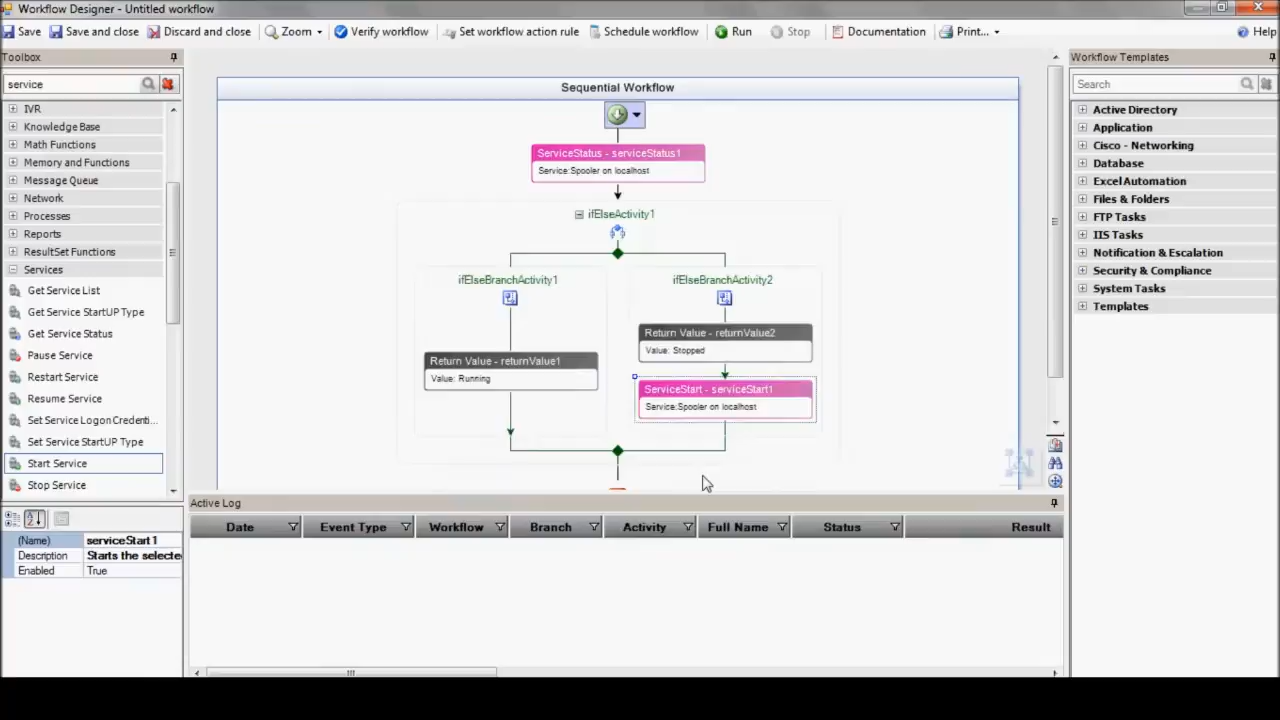 Workflow Designer - Untitled workflow
Save Save and close Discard and close Zoom Verify workflow Set workflow action rule Schedule workflow Run Stop Documentation Print... Help
Toolbox
service
IVR
Knowledge Base
Math Functions
Memory and Functions
Message Queue
Network
Processes
Reports
ResultSet Functions
Services
Get Service List
Get Service StartUP Type
Get Service Status
Pause Service
Restart Service
Resume Service
Set Service Logon Credenti...
Set Service StartUP Type
Start Service
Stop Service
(Name) serviceStart1
Description Starts the selecte
Enabled True
Sequential Workflow
ServiceStatus - serviceStatus1
Service:Spooler on localhost
ifElseActivity1
ifElseBranchActivity1
Return Value - returnValue1
Value: Running
ifElseBranchActivity2
Return Value - returnValue2
Value: Stopped
ServiceStart - serviceStart1
Service:Spooler on localhost
Active Log
Date Event Type Workflow Branch Activity Full Name Status Result
Workflow Templates
Search
Active Directory
Application
Cisco - Networking
Database
Excel Automation
Files & Folders
FTP Tasks
IIS Tasks
Notification & Escalation
Security & Compliance
System Tasks
Templates